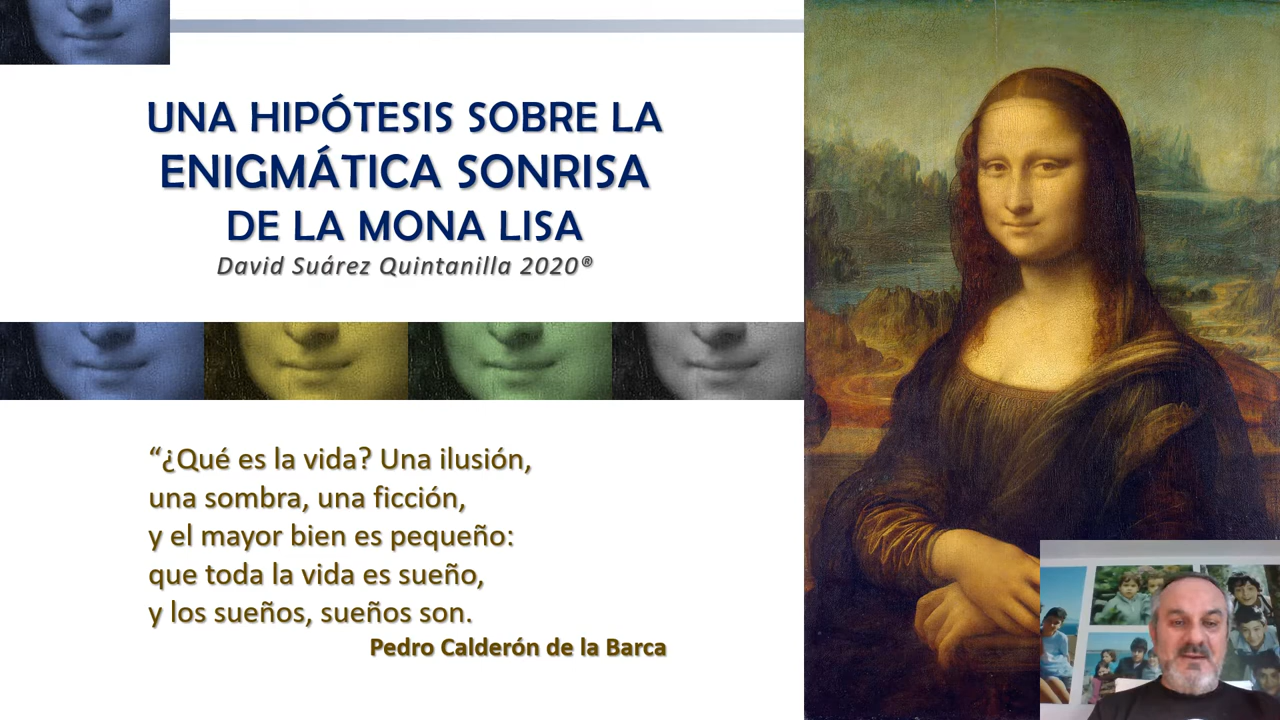 UNA HIPÓTESIS SOBRE LA
ENIGMÁTICA SONRISA
DE LA MONA LISA
David Suárez Quintanilla 2020®
“¿Qué es la vida? Una ilusión,
una sombra, una ficción,
y el mayor bien es pequeño:
que toda la vida es sueño,
y los sueños, sueños son.
Pedro Calderón de la Barca